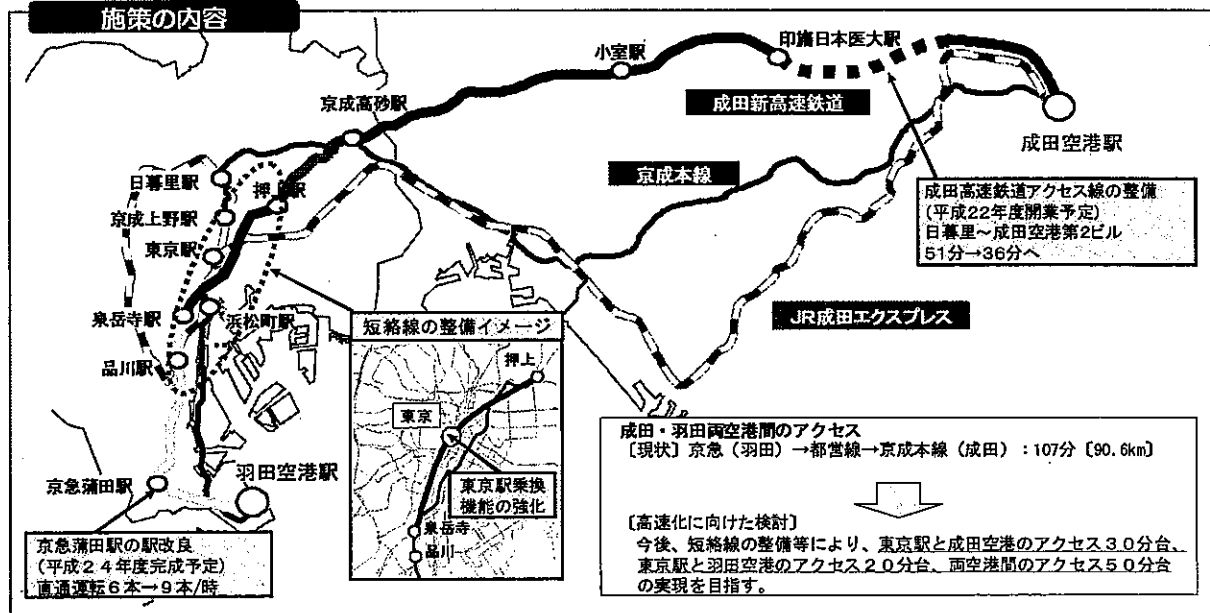 施策の内容
印旛日本医大駅
小室駅
成田新高速鉄道
京成高砂駅
成田空港駅
京成本線
日暮里駅
押上駅
京成上野駅
東京駅
成田高速鉄道アクセス線の整備
(平成22年度開業予定)
日暮里～成田空港第2ビル
51分→36分へ
泉岳寺駅
浜松町駅
JR成田エクスプレス
品川駅
短絡線の整備イメージ
押上
東京
東京駅乗換
機能の強化
泉岳寺
品川
京急蒲田駅
羽田空港駅
京急蒲田駅の駅改良
(平成24年度完成予定)
直通運転6本→9本/時
成田・羽田両空港間のアクセス
［現状］京急（羽田）→都営線→京成本線（成田）：107分［90.6km］
［高速化に向けた検討］
今後、短絡線の整備等により、東京駅と成田空港のアクセス３０分台、
東京駅と羽田空港のアクセス２０分台、両空港間のアクセス５０分台
の実現を目指す。